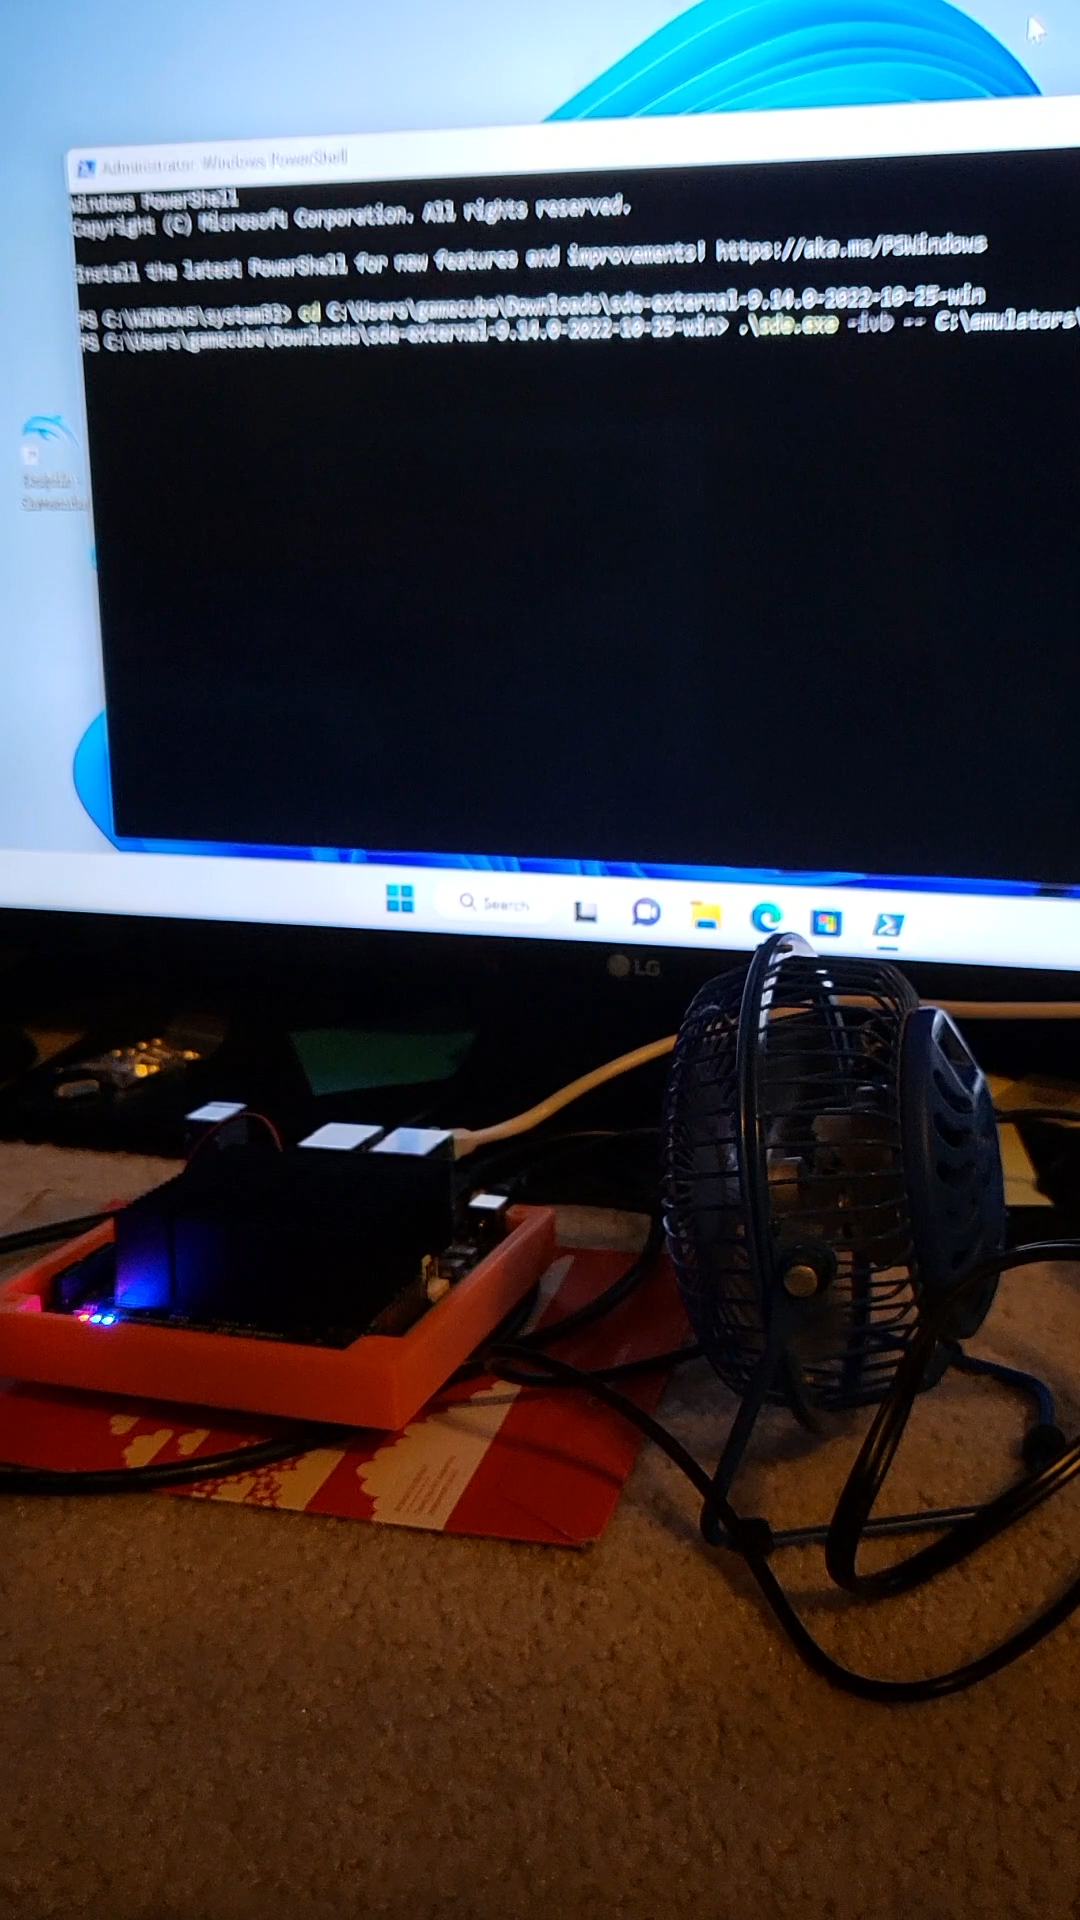 Administrator: Windows PowerShell
Windows PowerShell
Copyright (C) Microsoft Corporation. All rights reserved.
Install the latest PowerShell for new features and improvements! https://aka.ms/PSWindows
PS C:\WINDOWS\system32> cd C:\Users\gamecube\Downloads\sde-external-9.14.0-2022-10-25-win
PS C:\Users\gamecube\Downloads\sde-external-9.14.0-2022-10-25-win> .\sde.exe -ivb -- C:\emulators\
Search
LG